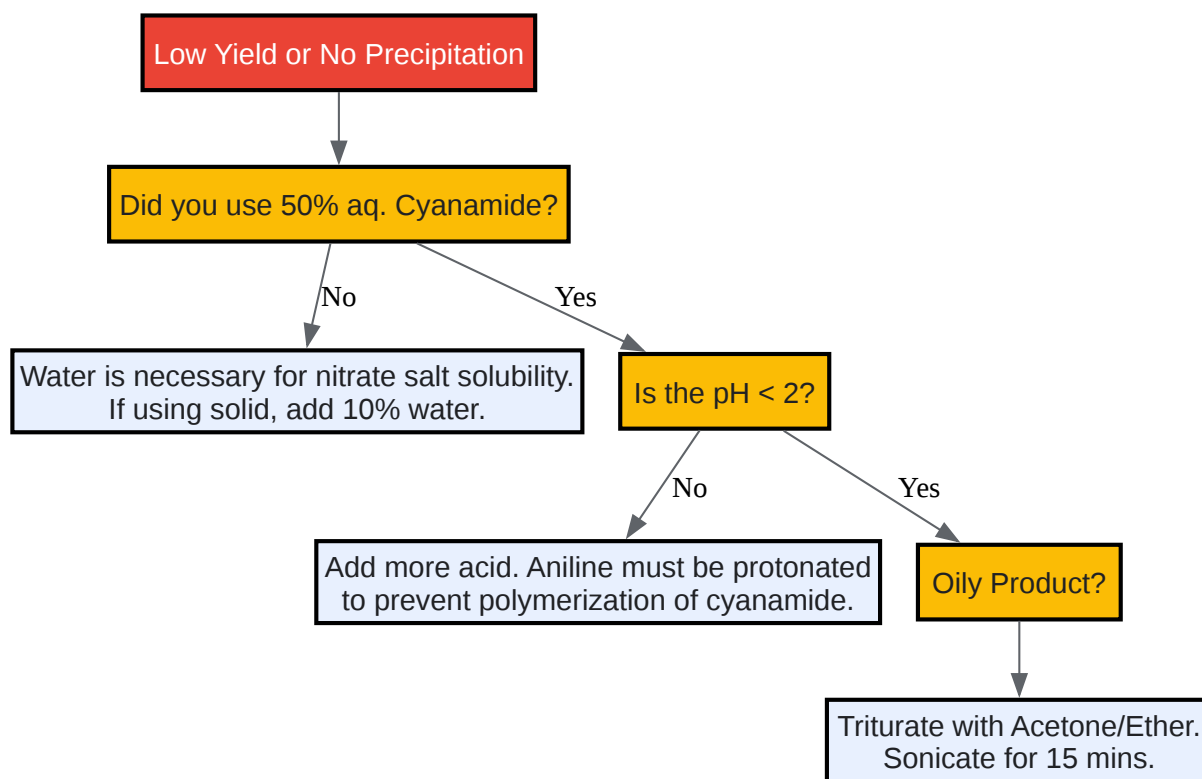 Low Yield or No Precipitation
Did you use 50% aq. Cyanamide?
No
Yes
Water is necessary for nitrate salt solubility.
If using solid, add 10% water.
Is the pH < 2?
No
Yes
Add more acid. Aniline must be protonated
to prevent polymerization of cyanamide.
Oily Product?
Triturate with Acetone/Ether.
Sonicate for 15 mins.